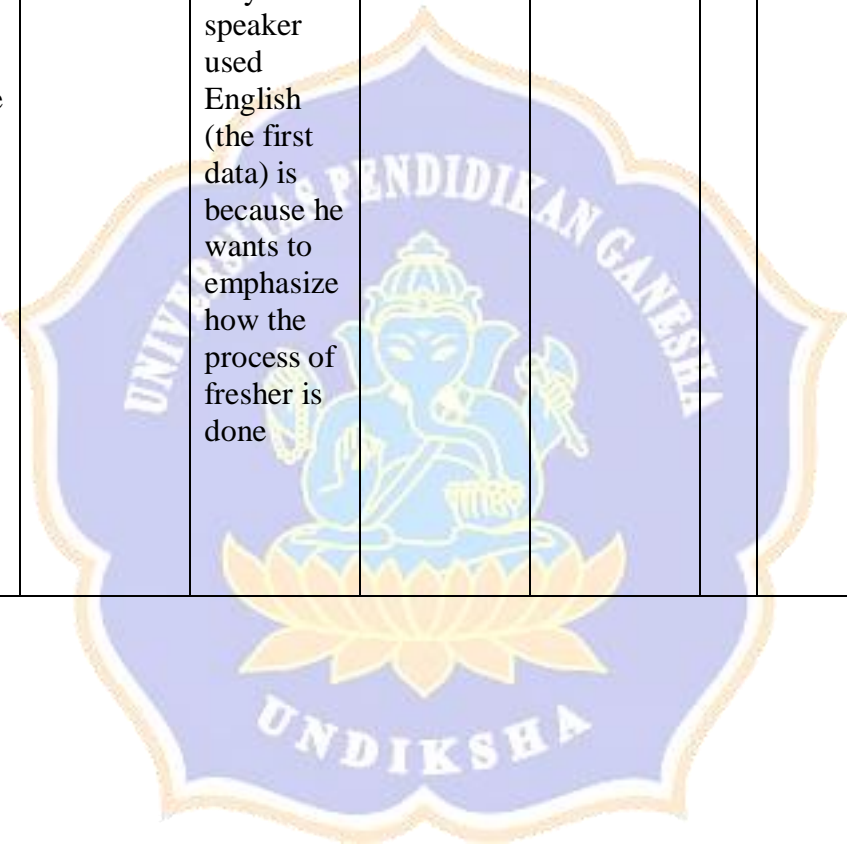 speaker
used
English
(the first
data) is
because he
wants to
emphasize
how the
process of
fresher is
done
UNIVERSITAS PENDIDIKAN GANESHA
UNDIKSHA